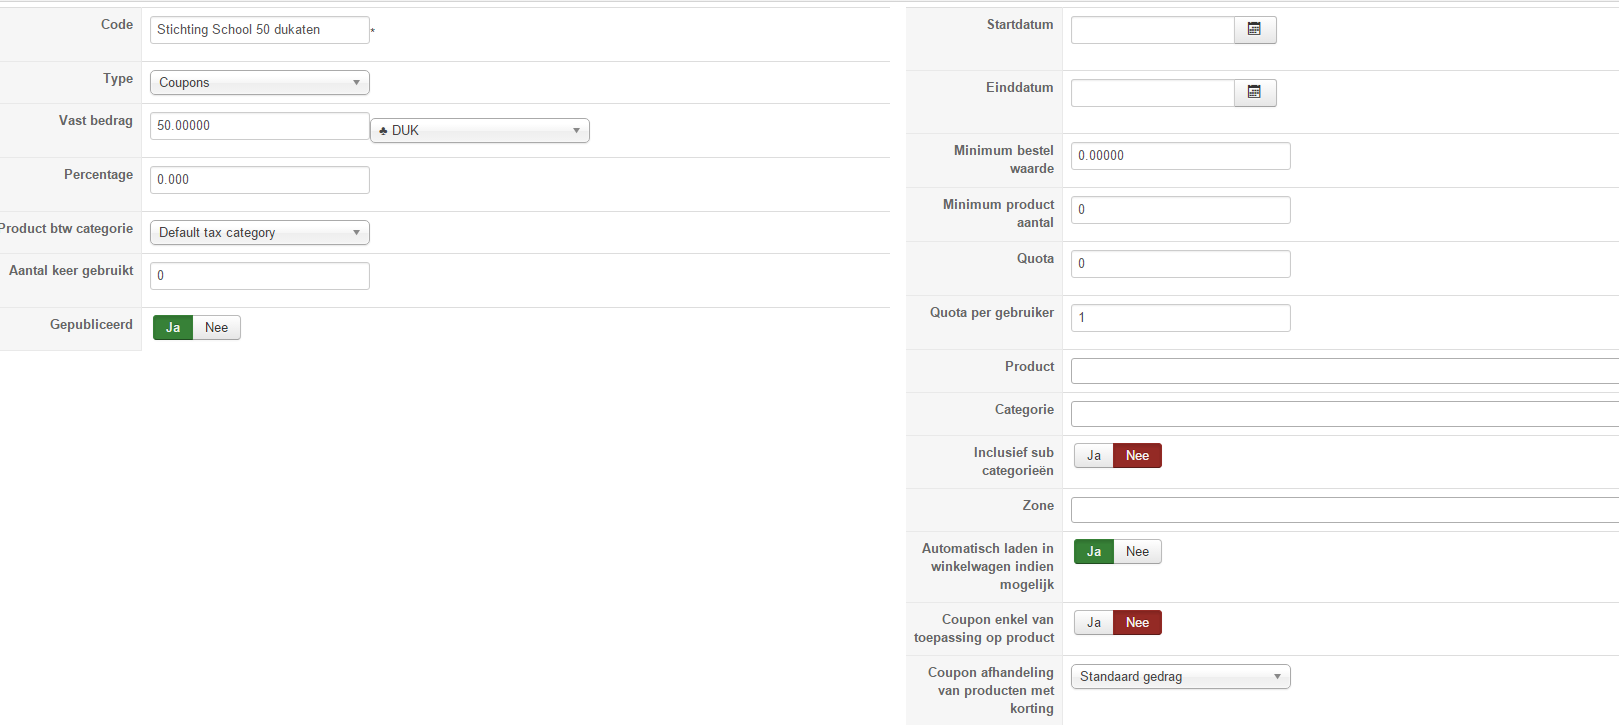 Code
Stichting School 50 dukaten
*
Type
Coupons
Vast bedrag
50.00000
♣ DUK
Percentage
0.000
Product btw categorie
Default tax category
Aantal keer gebruikt
0
Gepubliceerd
Ja Nee
Startdatum
Einddatum
Minimum bestel
waarde
0.00000
Minimum product
aantal
0
Quota
0
Quota per gebruiker
1
Product
Categorie
Inclusief sub
categorieën
Ja Nee
Zone
Automatisch laden in
winkelwagen indien
mogelijk
Ja Nee
Coupon enkel van
toepassing op product
Ja Nee
Coupon afhandeling
van producten met
korting
Standaard gedrag